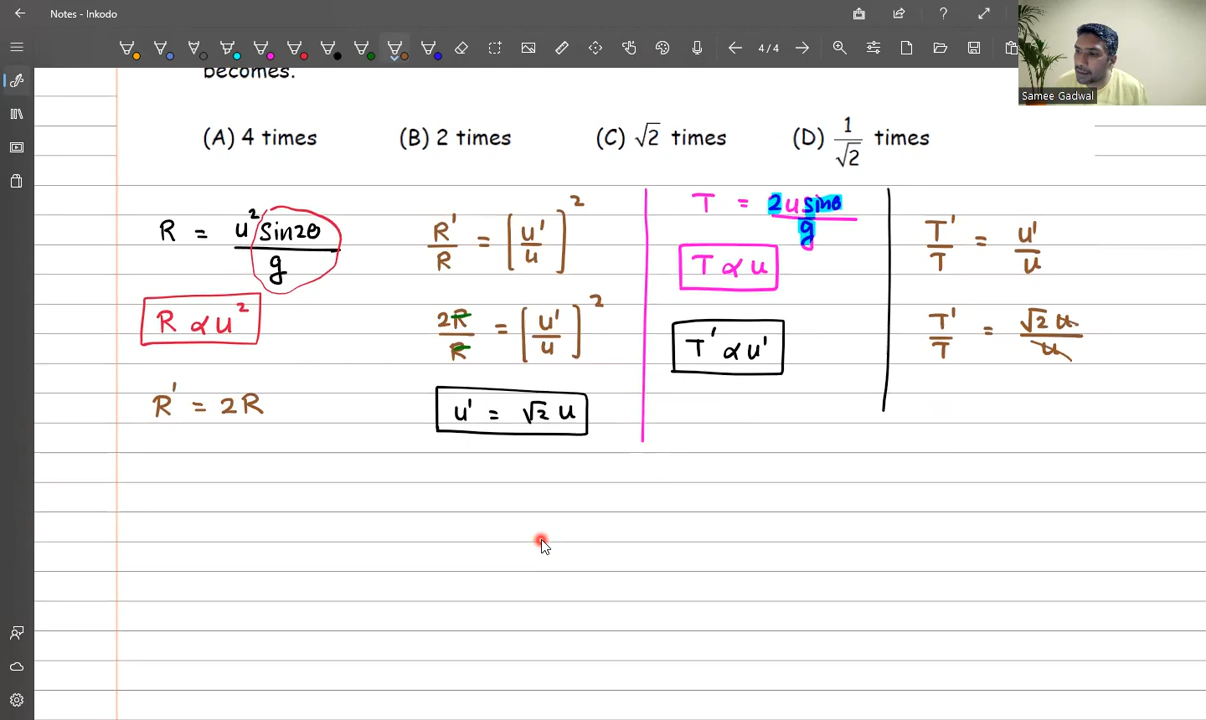 Notes - Inkodo
4/4
Samee Gadwal
becomes.
(A) 4 times (B) 2 times (C) √2 times (D) 1/√2 times
R = u² sin2θ / g
R ∝ u²
R' = 2R
R'/R = [u'/u]²
2R/R = [u'/u]²
u' = √2 u
T = 2u sinθ / g
T ∝ u
T' ∝ u'
T'/T = u'/u
T'/T = √2 u / u